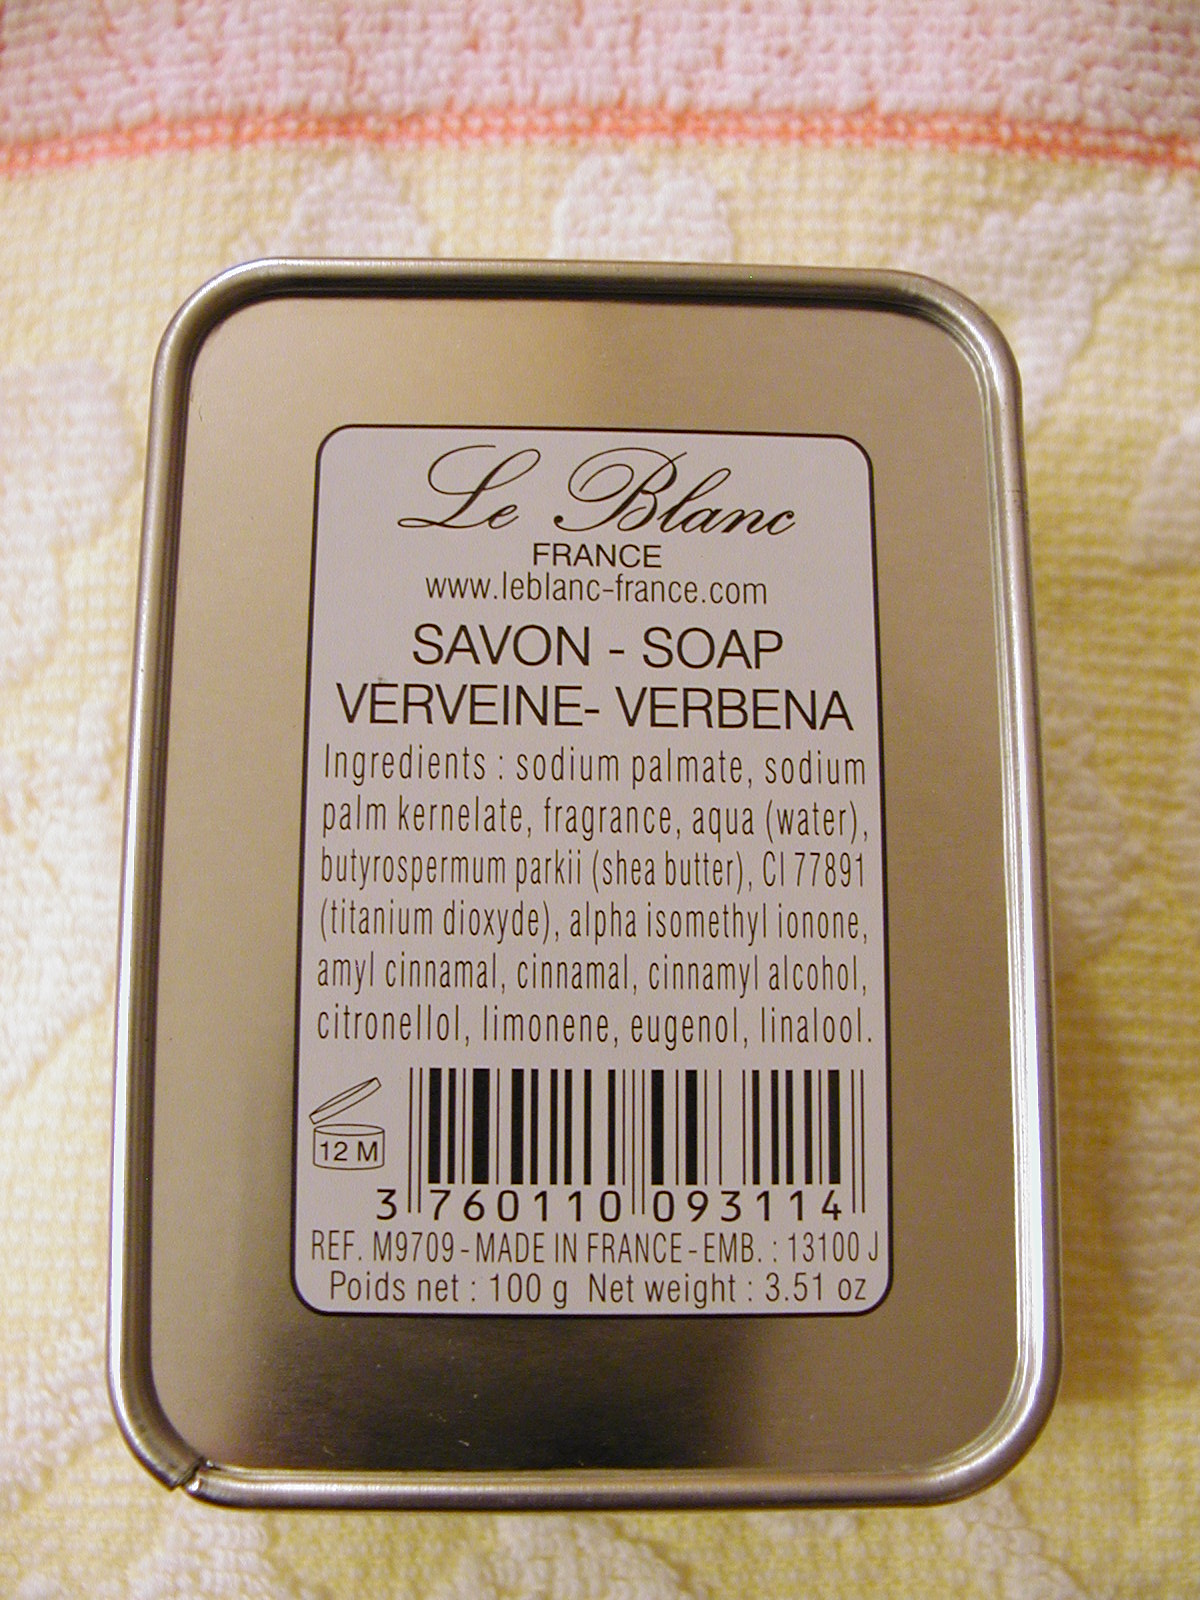 Le Blanc
FRANCE
www.leblanc-france.com
SAVON - SOAP
VERVEINE- VERBENA
Ingredients : sodium palmate, sodium
palm kernelate, fragrance, aqua (water),
butyrospermum parkii (shea butter), CI 77891
(titanium dioxyde), alpha isomethyl ionone,
amyl cinnamal, cinnamal, cinnamyl alcohol,
citronellol, limonene, eugenol, linalool.
12 M
3 760110 093114
REF. M9709-MADE IN FRANCE-EMB. : 13100 J
Poids net : 100 g Net weight : 3.51 oz